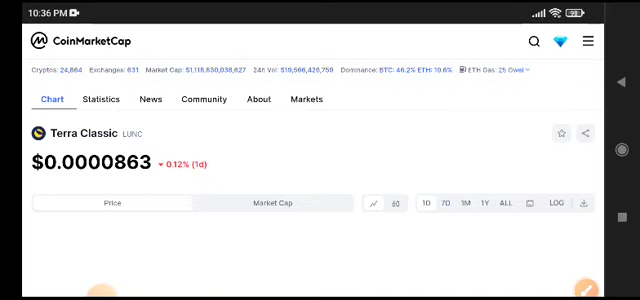 10:36 PM 98
CoinMarketCap
Cryptos: 24,864 Exchanges: 631 Market Cap: $1,118,830,038,627 24h Vol: $19,566,426,759 Dominance: BTC: 46.2% ETH: 19.6% ETH Gas: 25 Gwei
Chart Statistics News Community About Markets
Terra Classic LUNC
$0.0000863 0.12% (1d)
Price Market Cap 1D 7D 1M 1Y ALL LOG